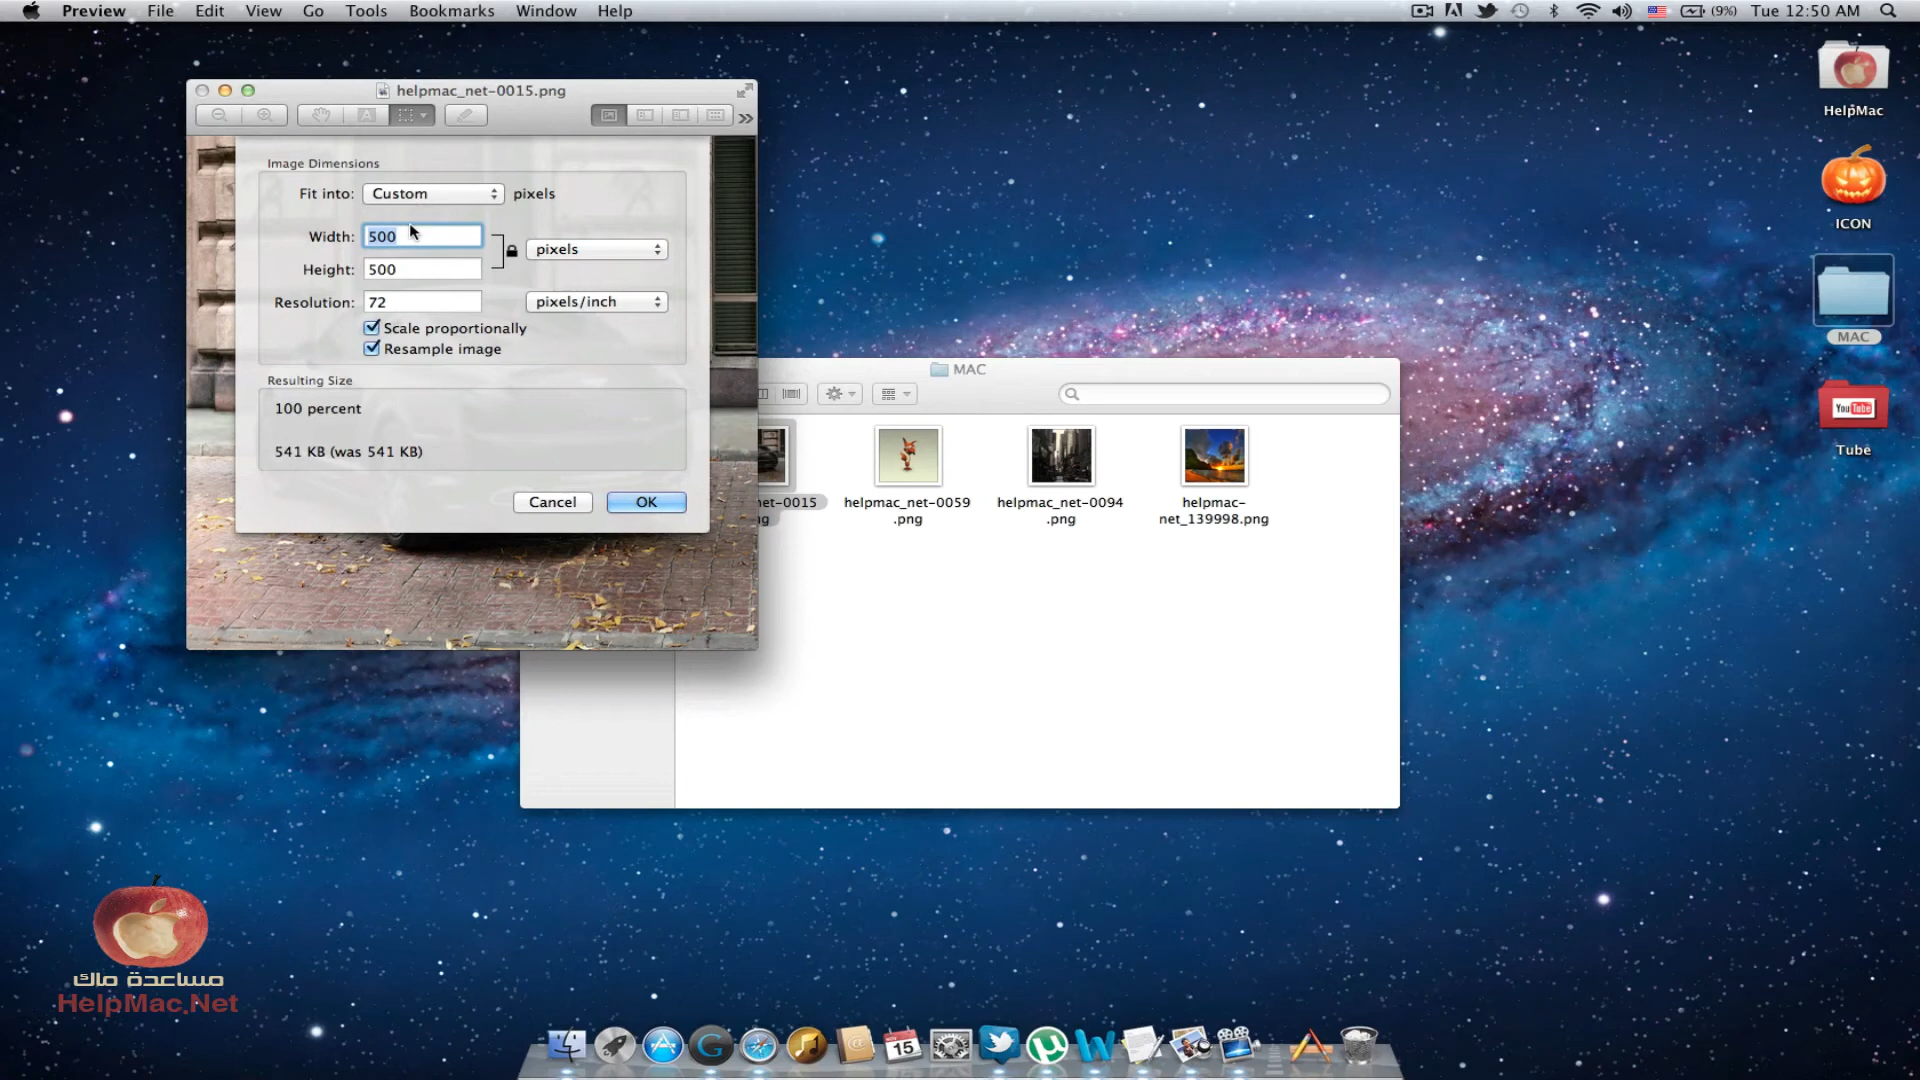 Preview File Edit View Go Tools Bookmarks Window Help
(9%) Tue 12:50 AM
helpmac_net-0015.png
Image Dimensions
Fit into: Custom pixels
Width: 500
pixels
Height: 500
Resolution: 72 pixels/inch
Scale proportionally
Resample image
Resulting Size
100 percent
541 KB (was 541 KB)
Cancel OK
MAC
net-0015
helpmac_net-0059
.png
helpmac_net-0094
.png
helpmac-
net_139998.png
HelpMac
ICON
MAC
You Tube
Tube
مساعدة ماك
HelpMac.Net
15